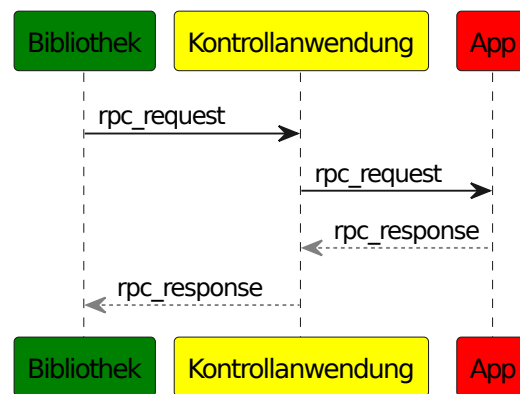 Bibliothek Kontrollanwendung App
rpc_request
rpc_request
rpc_response
rpc_response
Bibliothek Kontrollanwendung App